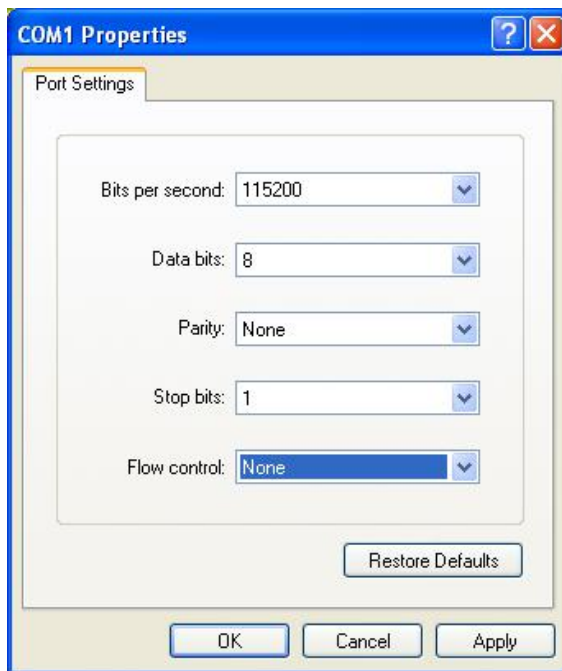 COM1 Properties
Port Settings
Bits per second: 115200
Data bits: 8
Parity: None
Stop bits: 1
Flow control: None
Restore Defaults
OK Cancel Apply